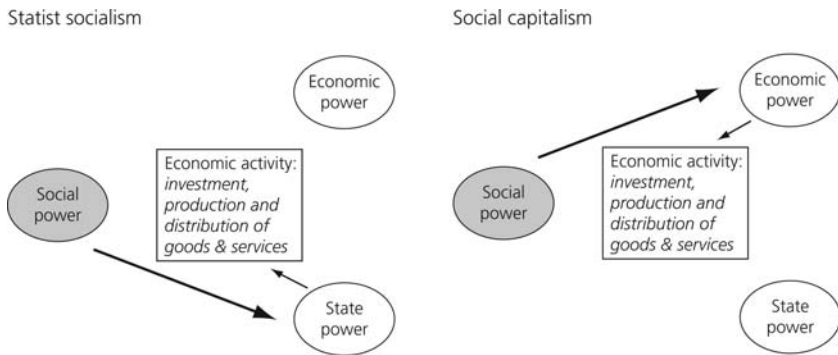 Statist socialism
Economic
power
Economic activity:
investment,
production and
distribution of
goods & services
Social
power
State
power
Social capitalism
Economic
power
Economic activity:
investment,
production and
distribution of
goods & services
Social
power
State
power